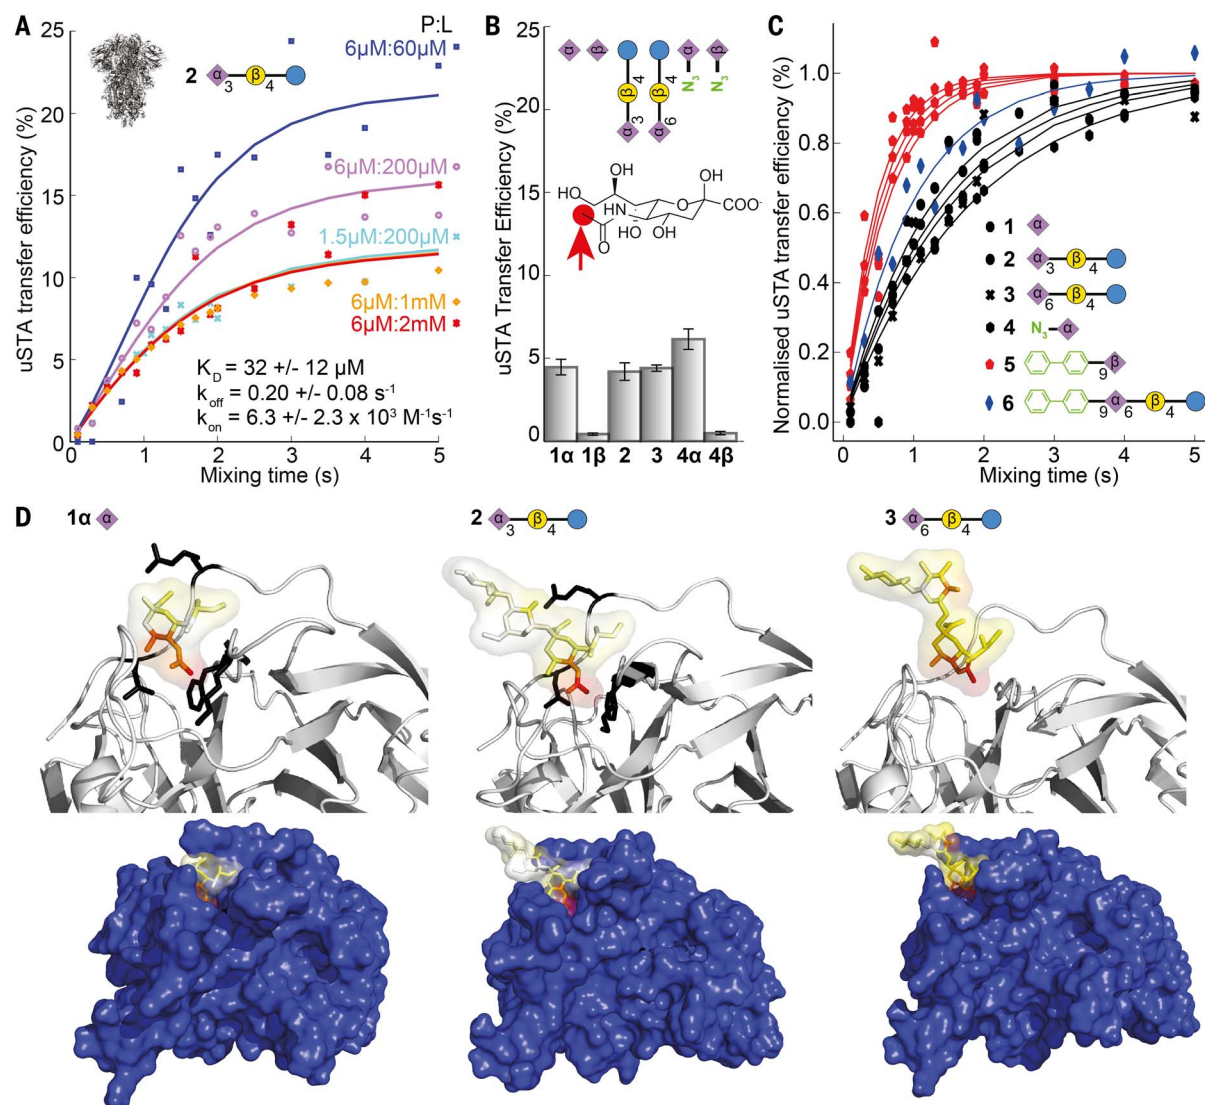 A
P:L
6μM:60μM
2 α 3 β 4
6μM:200μM
1.5μM:200μM
6μM:1mM
6μM:2mM
K_D = 32 +/- 12 μM
k_off = 0.20 +/- 0.08 s⁻¹
k_on = 6.3 +/- 2.3 x 10³ M⁻¹s⁻¹
uSTA transfer efficiency (%)
25
20
15
10
5
0
0 1 2 3 4 5
Mixing time (s)
B
uSTA Transfer Efficiency (%)
25
20
15
10
5
0
α β α β
4 4 N₃ N₃
β β
3 6
α α
HO OH
OH
HO
HN
O
COO⁻
O HO OH
1α 1β 2 3 4α 4β
C
Normalised uSTA transfer efficiency (%)
1.0
0.8
0.6
0.4
0.2
0.0
0 1 2 3 4 5
Mixing time (s)
1 α
2 α 3 β 4
3 α 6 β 4
4 N₃ α
5 9 β
6 9 α 6 β 4
D
1α α
2 α 3 β 4
3 α 6 β 4